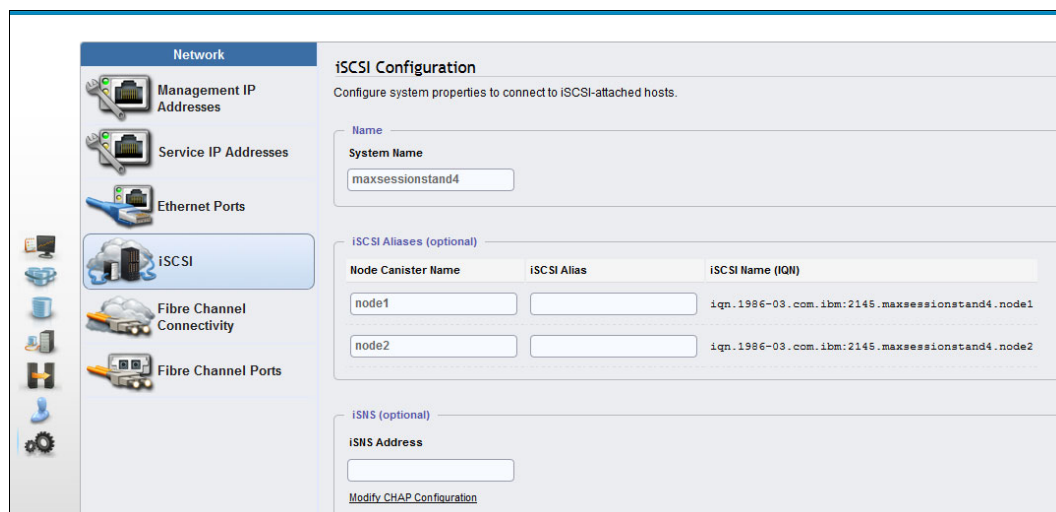 Network
Management IP
Addresses
Service IP Addresses
Ethernet Ports
iSCSI
Fibre Channel
Connectivity
Fibre Channel Ports
iSCSI Configuration
Configure system properties to connect to iSCSI-attached hosts.
Name
System Name
maxsessionstand4
iSCSI Aliases (optional)
Node Canister Name iSCSI Alias iSCSI Name (IQN)
node1 iqn.1986-03.com.ibm:2145.maxsessionstand4.node1
node2 iqn.1986-03.com.ibm:2145.maxsessionstand4.node2
iSNS (optional)
iSNS Address
Modify CHAP Configuration